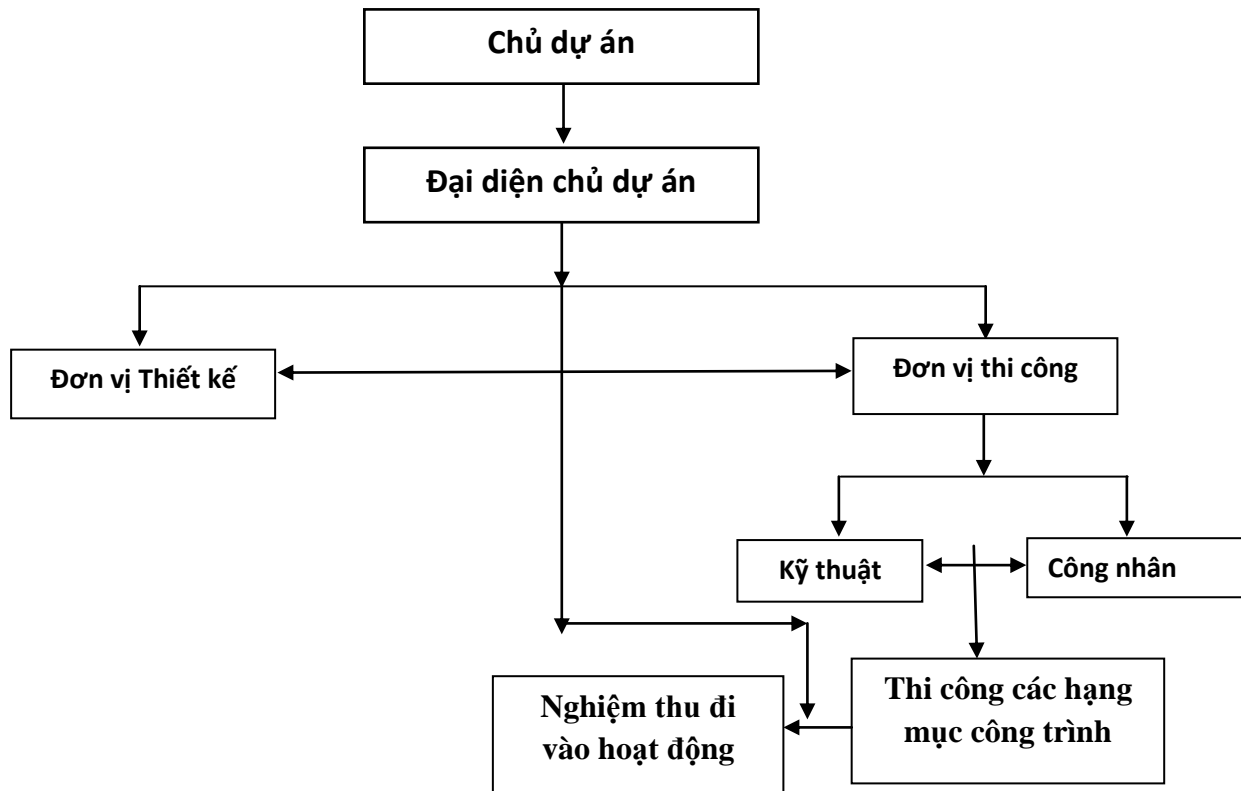 Chủ dự án
Đại diện chủ dự án
Đơn vị Thiết kế
Đơn vị thi công
Kỹ thuật
Công nhân
Thi công các hạng
mục công trình
Nghiệm thu đi
vào hoạt động